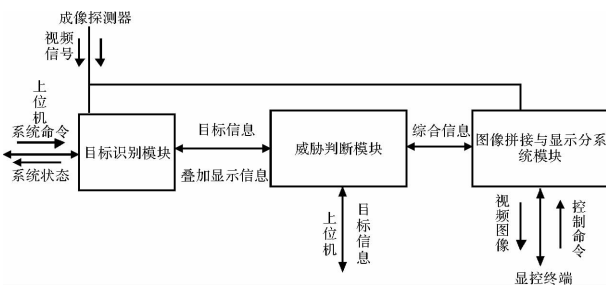 成像探测器
视频
信号
上位机
系统命令
系统状态
目标识别模块
目标信息
叠加显示信息
威胁判断模块
综合信息
图像拼接与显示分系
统模块
上位机
目标信息
视频图像
控制命令
显控终端